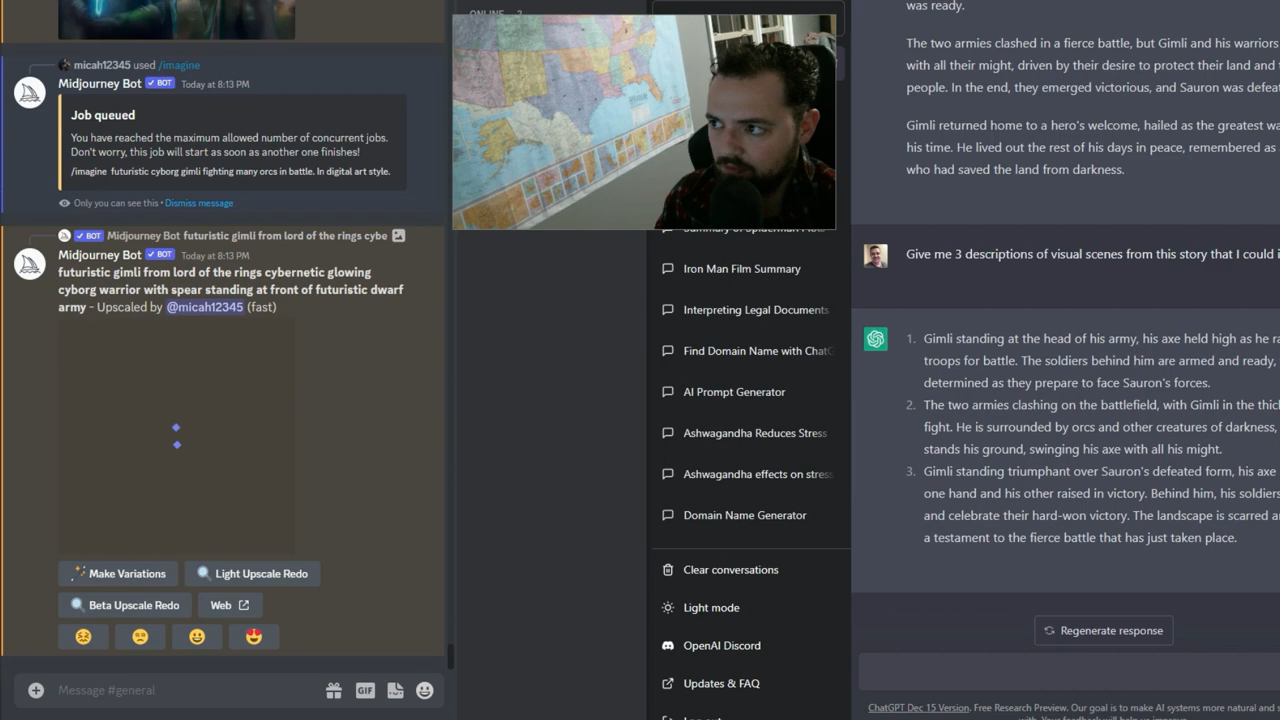 micah12345 used /imagine
Midjourney Bot ✓ BOT Today at 8:13 PM
Job queued
You have reached the maximum allowed number of concurrent jobs.
Don't worry, this job will start as soon as another one finishes!
/imagine futuristic cyborg gimli fighting many orcs in battle. In digital art style.
Only you can see this • Dismiss message
✓ BOT Midjourney Bot futuristic gimli from lord of the rings cybe
Midjourney Bot ✓ BOT Today at 8:13 PM
futuristic gimli from lord of the rings cybernetic glowing
cyborg warrior with spear standing at front of futuristic dwarf
army - Upscaled by @micah12345 (fast)
Make Variations
Light Upscale Redo
Beta Upscale Redo
Web
Message #general
GIF
Iron Man Film Summary
Interpreting Legal Documents
Find Domain Name with ChatG
AI Prompt Generator
Ashwagandha Reduces Stress
Ashwagandha effects on stress
Domain Name Generator
Clear conversations
Light mode
OpenAI Discord
Updates & FAQ
was ready.
The two armies clashed in a fierce battle, but Gimli and his warriors
with all their might, driven by their desire to protect their land and
people. In the end, they emerged victorious, and Sauron was defea
Gimli returned home to a hero's welcome, hailed as the greatest wa
his time. He lived out the rest of his days in peace, remembered as
who had saved the land from darkness.
Give me 3 descriptions of visual scenes from this story that I could i
1. Gimli standing at the head of his army, his axe held high as he ra
troops for battle. The soldiers behind him are armed and ready,
determined as they prepare to face Sauron's forces.
2. The two armies clashing on the battlefield, with Gimli in the thic
fight. He is surrounded by orcs and other creatures of darkness,
stands his ground, swinging his axe with all his might.
3. Gimli standing triumphant over Sauron's defeated form, his axe
one hand and his other raised in victory. Behind him, his soldiers
and celebrate their hard-won victory. The landscape is scarred a
a testament to the fierce battle that has just taken place.
Regenerate response
ChatGPT Dec 15 Version. Free Research Preview. Our goal is to make AI systems more natural and s